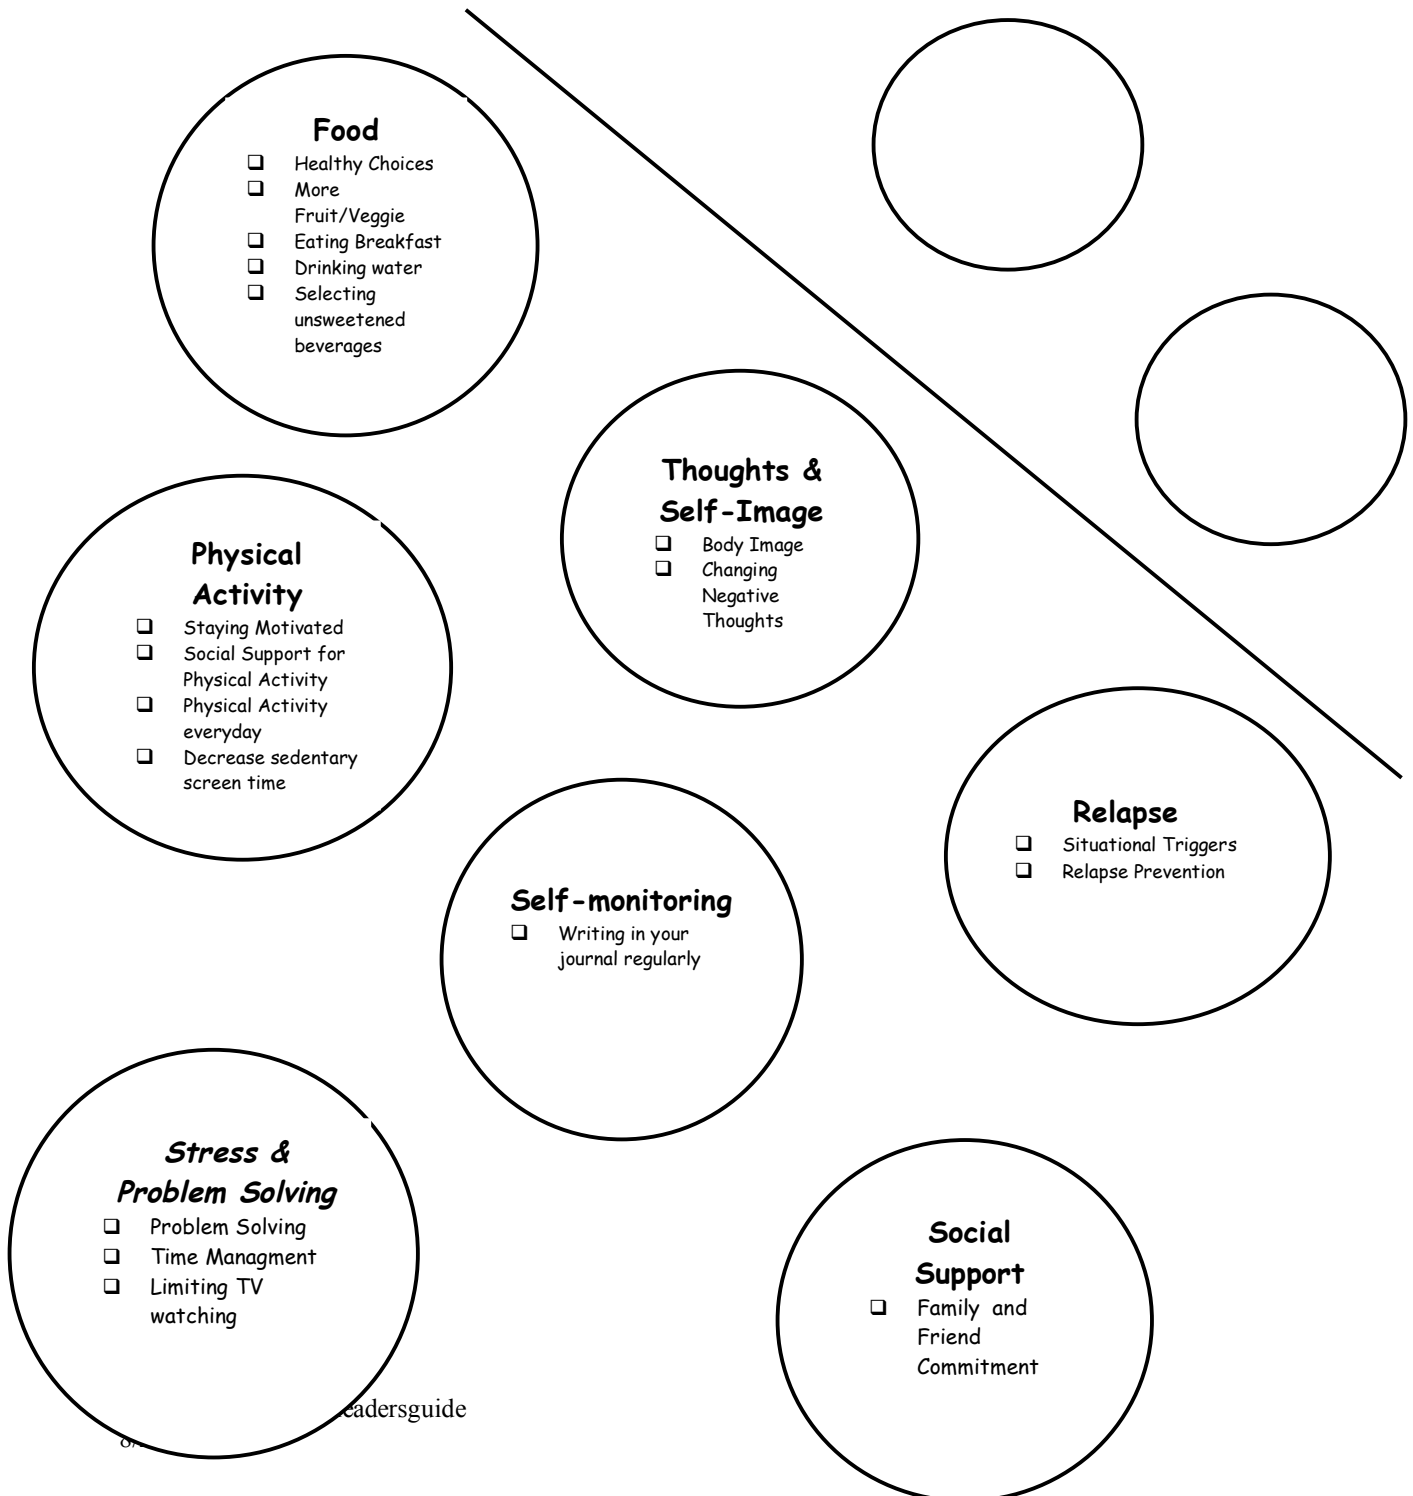 Food
❑ Healthy Choices
❑ More
Fruit/Veggie
❑ Eating Breakfast
❑ Drinking water
❑ Selecting
unsweetened
beverages
Thoughts &
Self-Image
❑ Body Image
❑ Changing
Negative
Thoughts
Physical
Activity
❑ Staying Motivated
❑ Social Support for
Physical Activity
❑ Physical Activity
everyday
❑ Decrease sedentary
screen time
Relapse
❑ Situational Triggers
❑ Relapse Prevention
Self-monitoring
❑ Writing in your
journal regularly
Stress &
Problem Solving
❑ Problem Solving
❑ Time Managment
❑ Limiting TV
watching
Social
Support
❑ Family and
Friend
Commitment
eadersguide